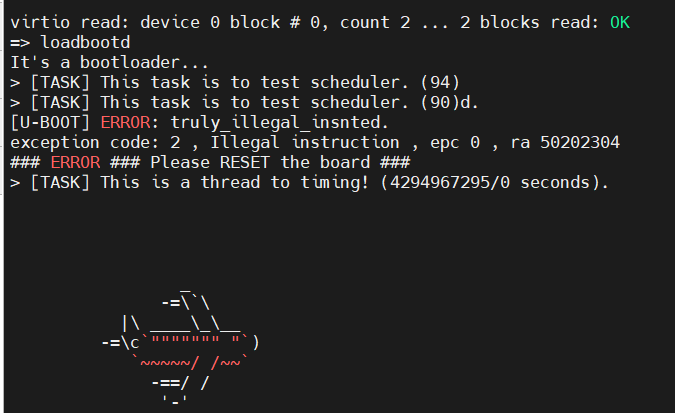 virtio read: device 0 block # 0, count 2 ... 2 blocks read: OK
=> loadbootd
It's a bootloader...
> [TASK] This task is to test scheduler. (94)
> [TASK] This task is to test scheduler. (90)d.
[U-BOOT] ERROR: truly_illegal_insnted.
exception code: 2 , Illegal instruction , epc 0 , ra 50202304
### ERROR ### Please RESET the board ###
> [TASK] This is a thread to timing! (4294967295/0 seconds).
                 _
               -=\`\
           |\ ____\_\__
         -=\c`""""""" "`)
            `~~~~~/ /~~`
              -==/ /
               '-'